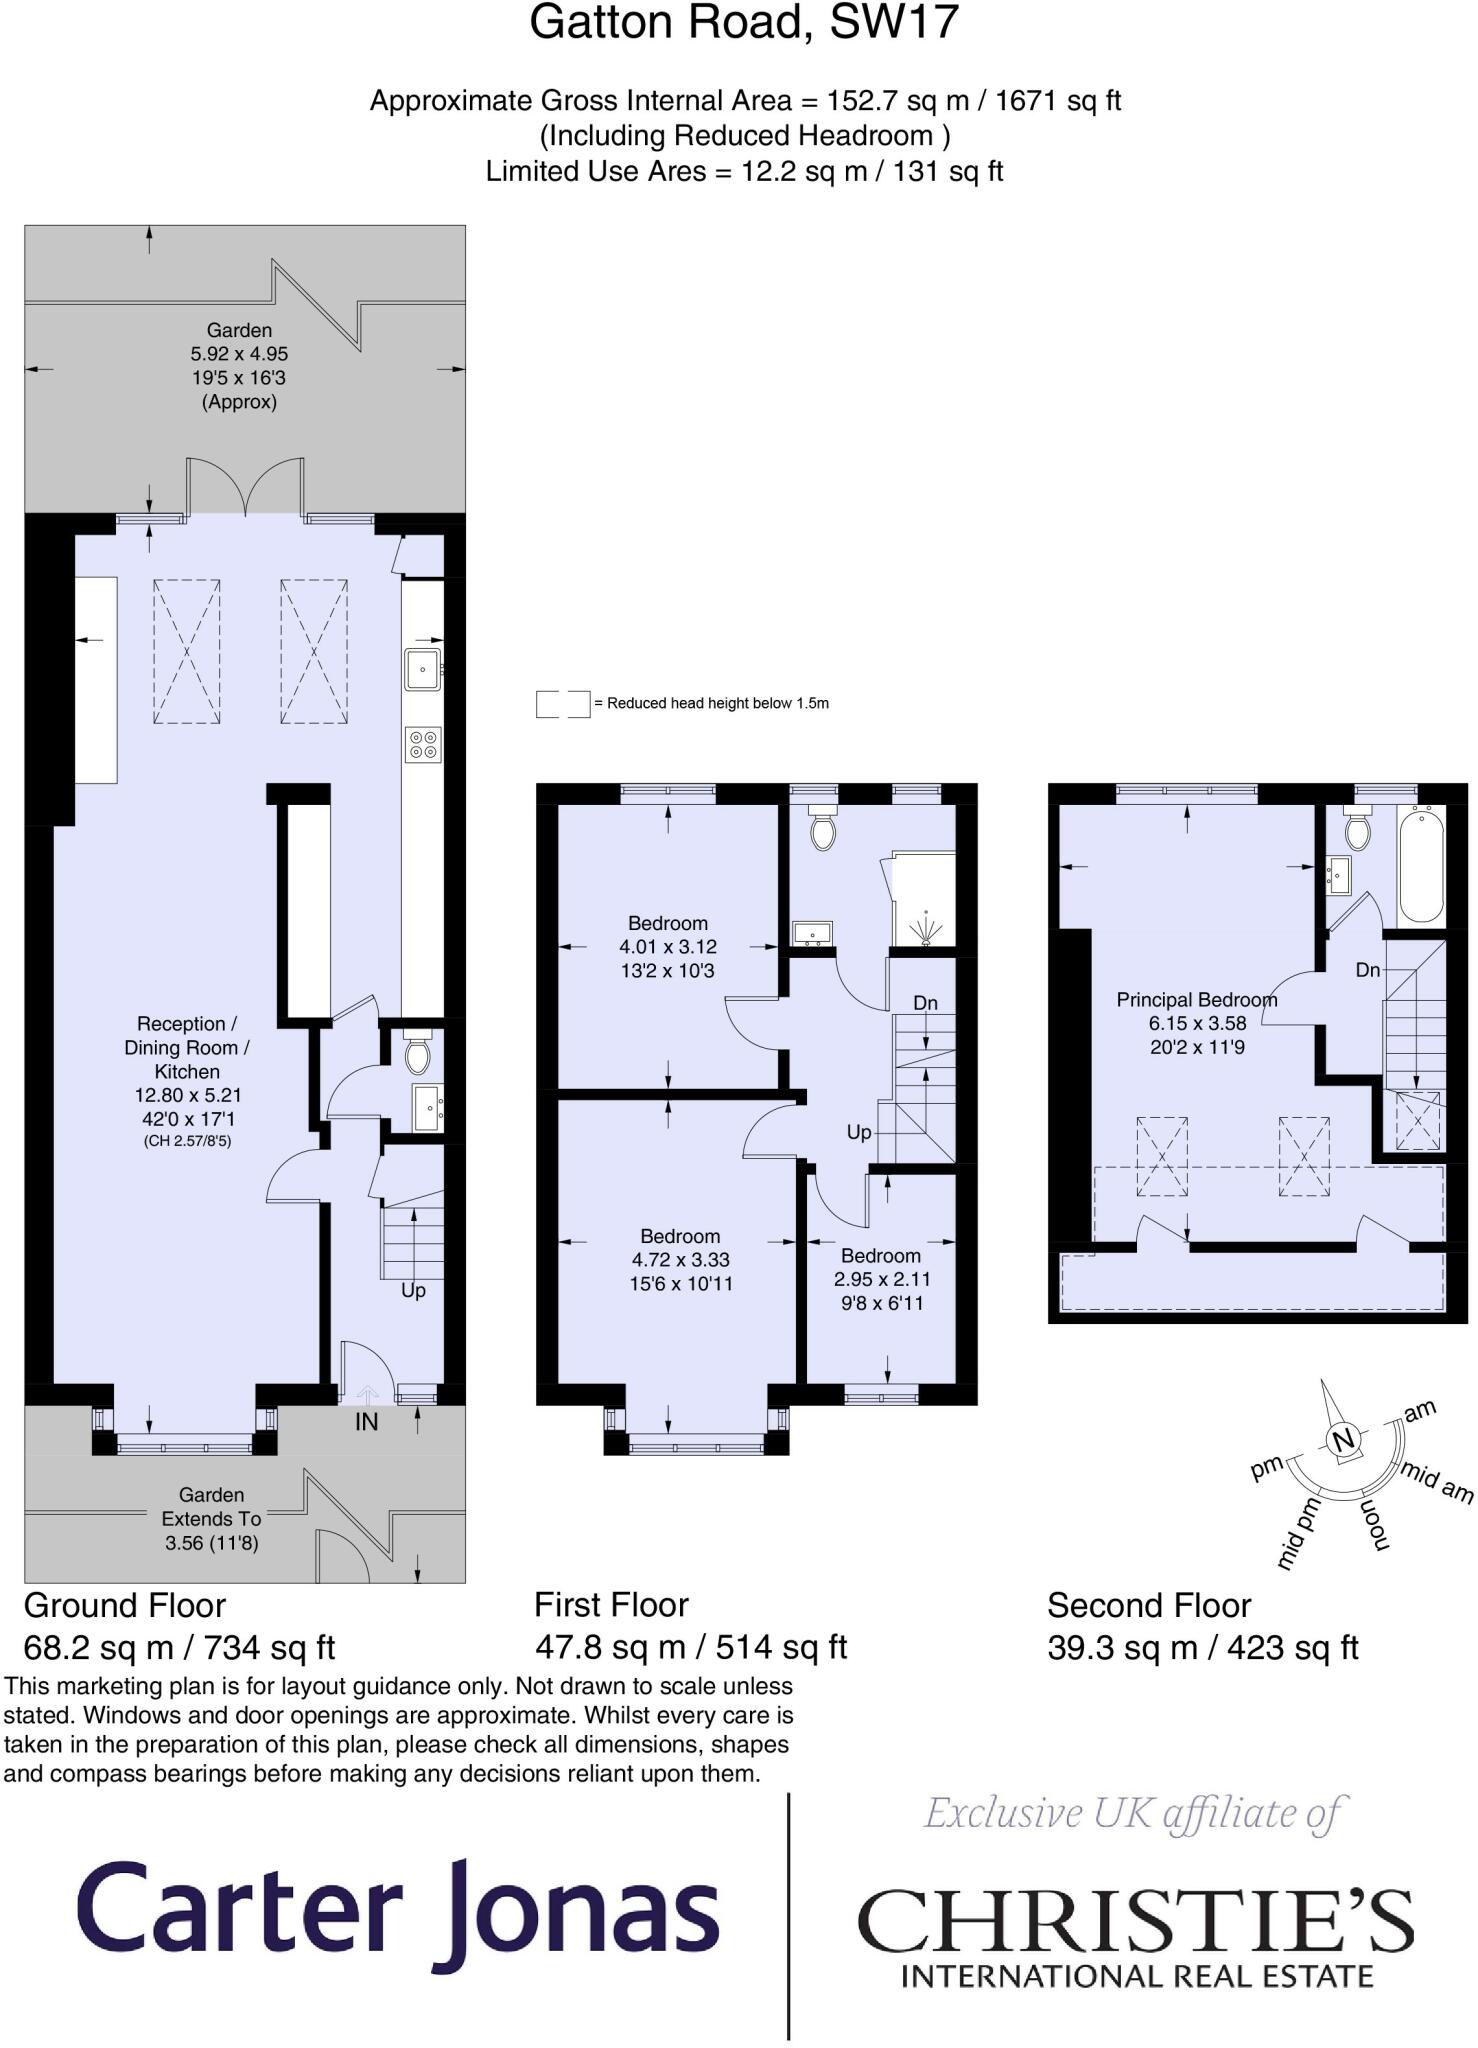 Gatton Road, SW17
Approximate Gross Internal Area = 152.7 sq m / 1671 sq ft
(Including Reduced Headroom )
Limited Use Ares = 12.2 sq m / 131 sq ft
Garden
5.92 x 4.95
19'5 x 16'3
(Approx)
Reception /
Dining Room /
Kitchen
12.80 x 5.21
42'0 x 17'1
(CH 2.57/8'5)
Up
IN
Garden
Extends To
3.56 (11'8)
Ground Floor
68.2 sq m / 734 sq ft
= Reduced head height below 1.5m
Bedroom
4.01 x 3.12
13'2 x 10'3
Dn
Up
Bedroom
4.72 x 3.33
15'6 x 10'11
Bedroom
2.95 x 2.11
9'8 x 6'11
First Floor
47.8 sq m / 514 sq ft
Dn
Principal Bedroom
6.15 x 3.58
20'2 x 11'9
N
am
mid am
noon
mid pm
pm
Second Floor
39.3 sq m / 423 sq ft
This marketing plan is for layout guidance only. Not drawn to scale unless
stated. Windows and door openings are approximate. Whilst every care is
taken in the preparation of this plan, please check all dimensions, shapes
and compass bearings before making any decisions reliant upon them.
Carter Jonas
Exclusive UK affiliate of
CHRISTIE'S
INTERNATIONAL REAL ESTATE